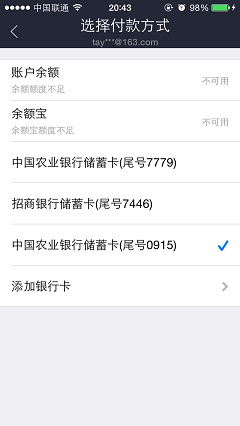 中国联通 20:43 98%
选择付款方式
tay***@163.com
账户余额
余额额度不足
不可用
余额宝
余额宝额度不足
不可用
中国农业银行储蓄卡(尾号7779)
招商银行储蓄卡(尾号7446)
中国农业银行储蓄卡(尾号0915)
添加银行卡